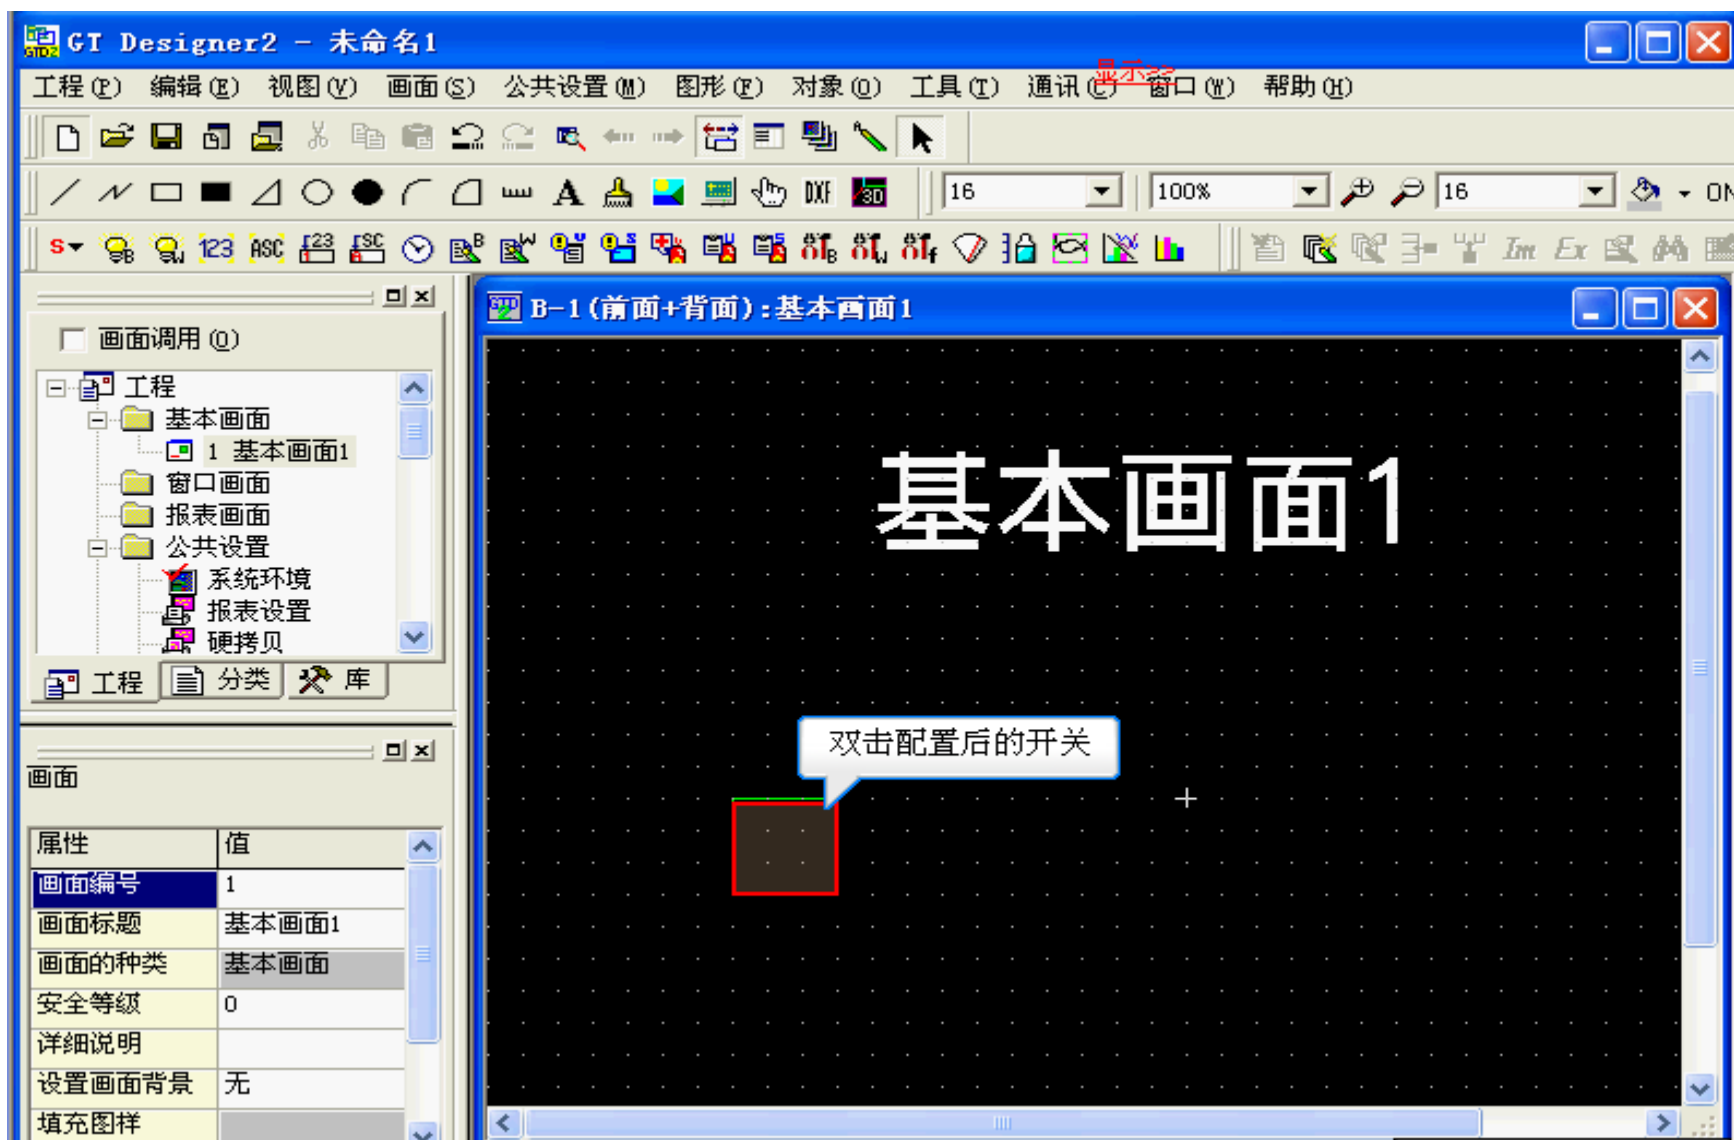 GT Designer2 - 未命名1
工程(P) 编辑(E) 视图(V) 画面(S) 公共设置(M) 图形(F) 对象(O) 工具(T) 通讯(C) 窗口(W) 帮助(H)
显示>>
A DXF 3D 16 100% 16
S 123 ASC
Im Ex
画面调用(O)
工程
基本画面
1 基本画面1
窗口画面
报表画面
公共设置
系统环境
报表设置
硬拷贝
工程 分类 库
画面
属性 值
画面编号 1
画面标题 基本画面1
画面的种类 基本画面
安全等级 0
详细说明
设置画面背景 无
填充图样
B-1(前面+背面):基本画面1
基本画面1
双击配置后的开关